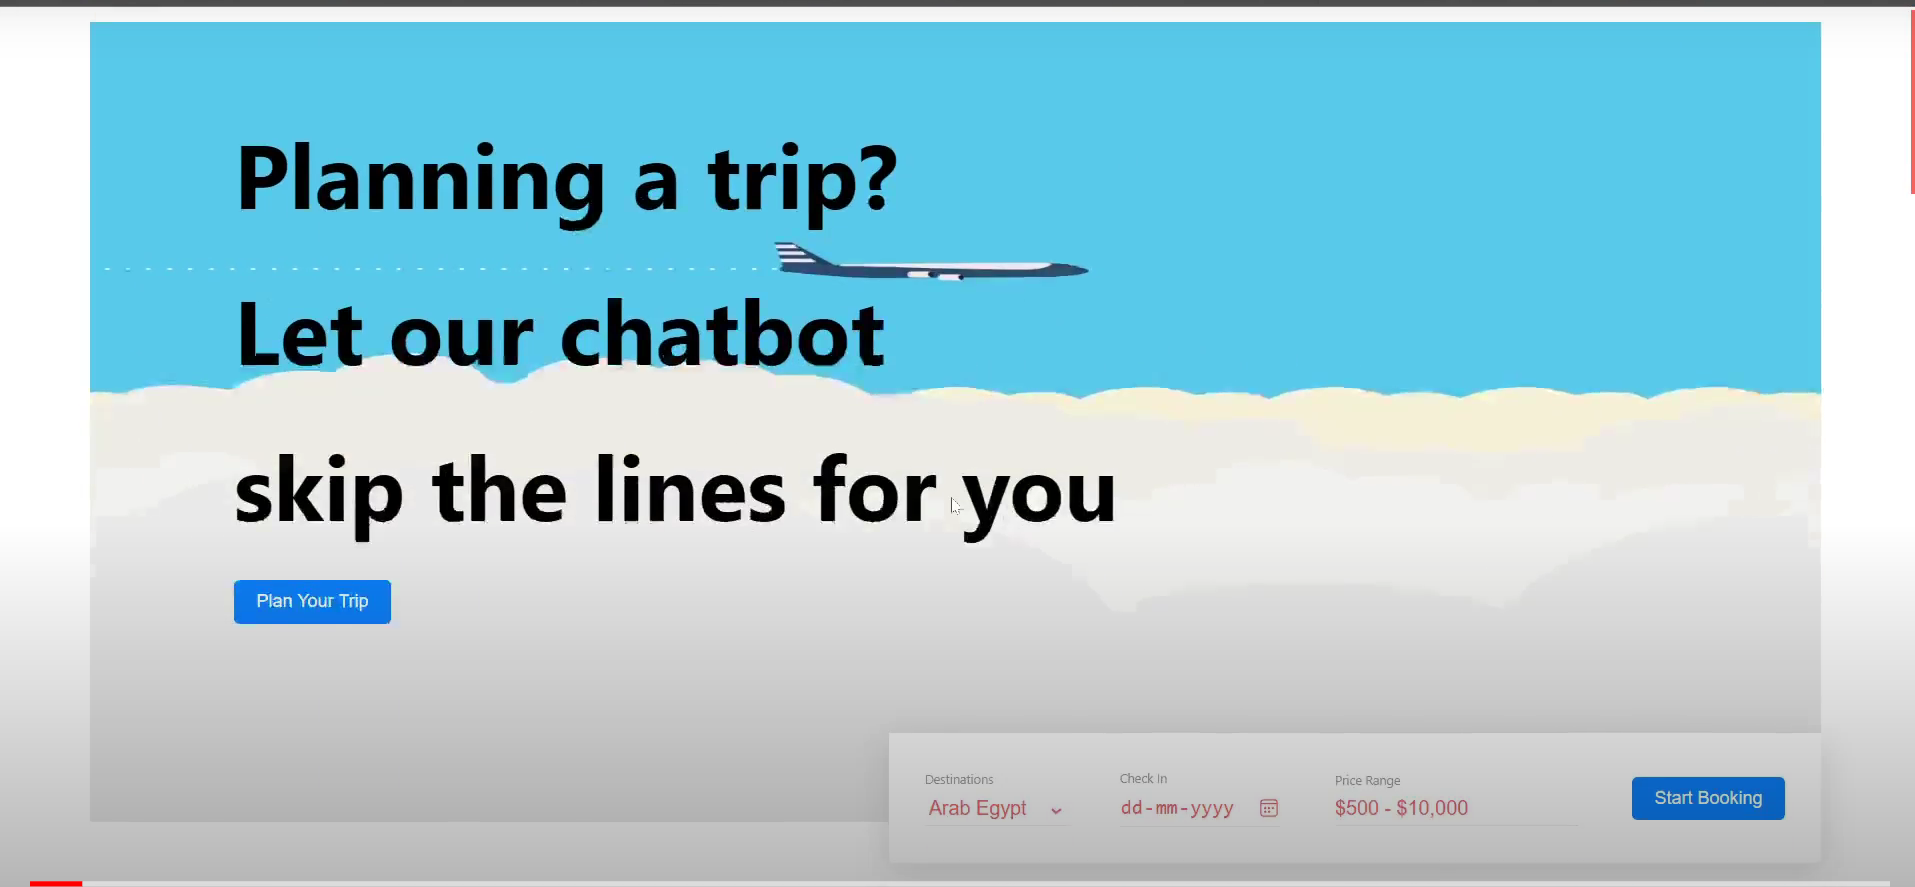 Planning a trip?
Let our chatbot
skip the lines for you
Plan Your Trip
Destinations
Arab Egypt
Check In
dd-mm-yyyy
Price Range
$500 - $10,000
Start Booking